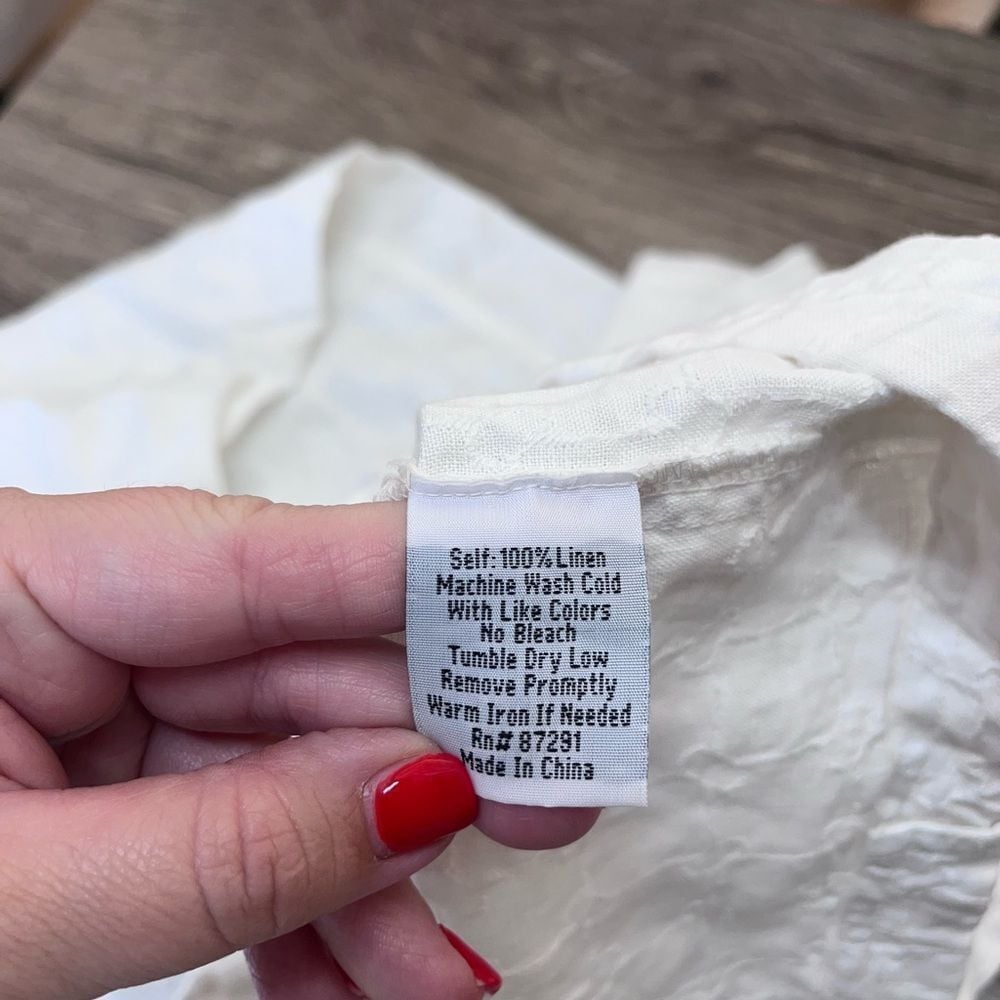 Self: 100% Linen
Machine Wash Cold
With Like Colors
No Bleach
Tumble Dry Low
Remove Promptly
Warm Iron If Needed
Rn# 87291
Made In China